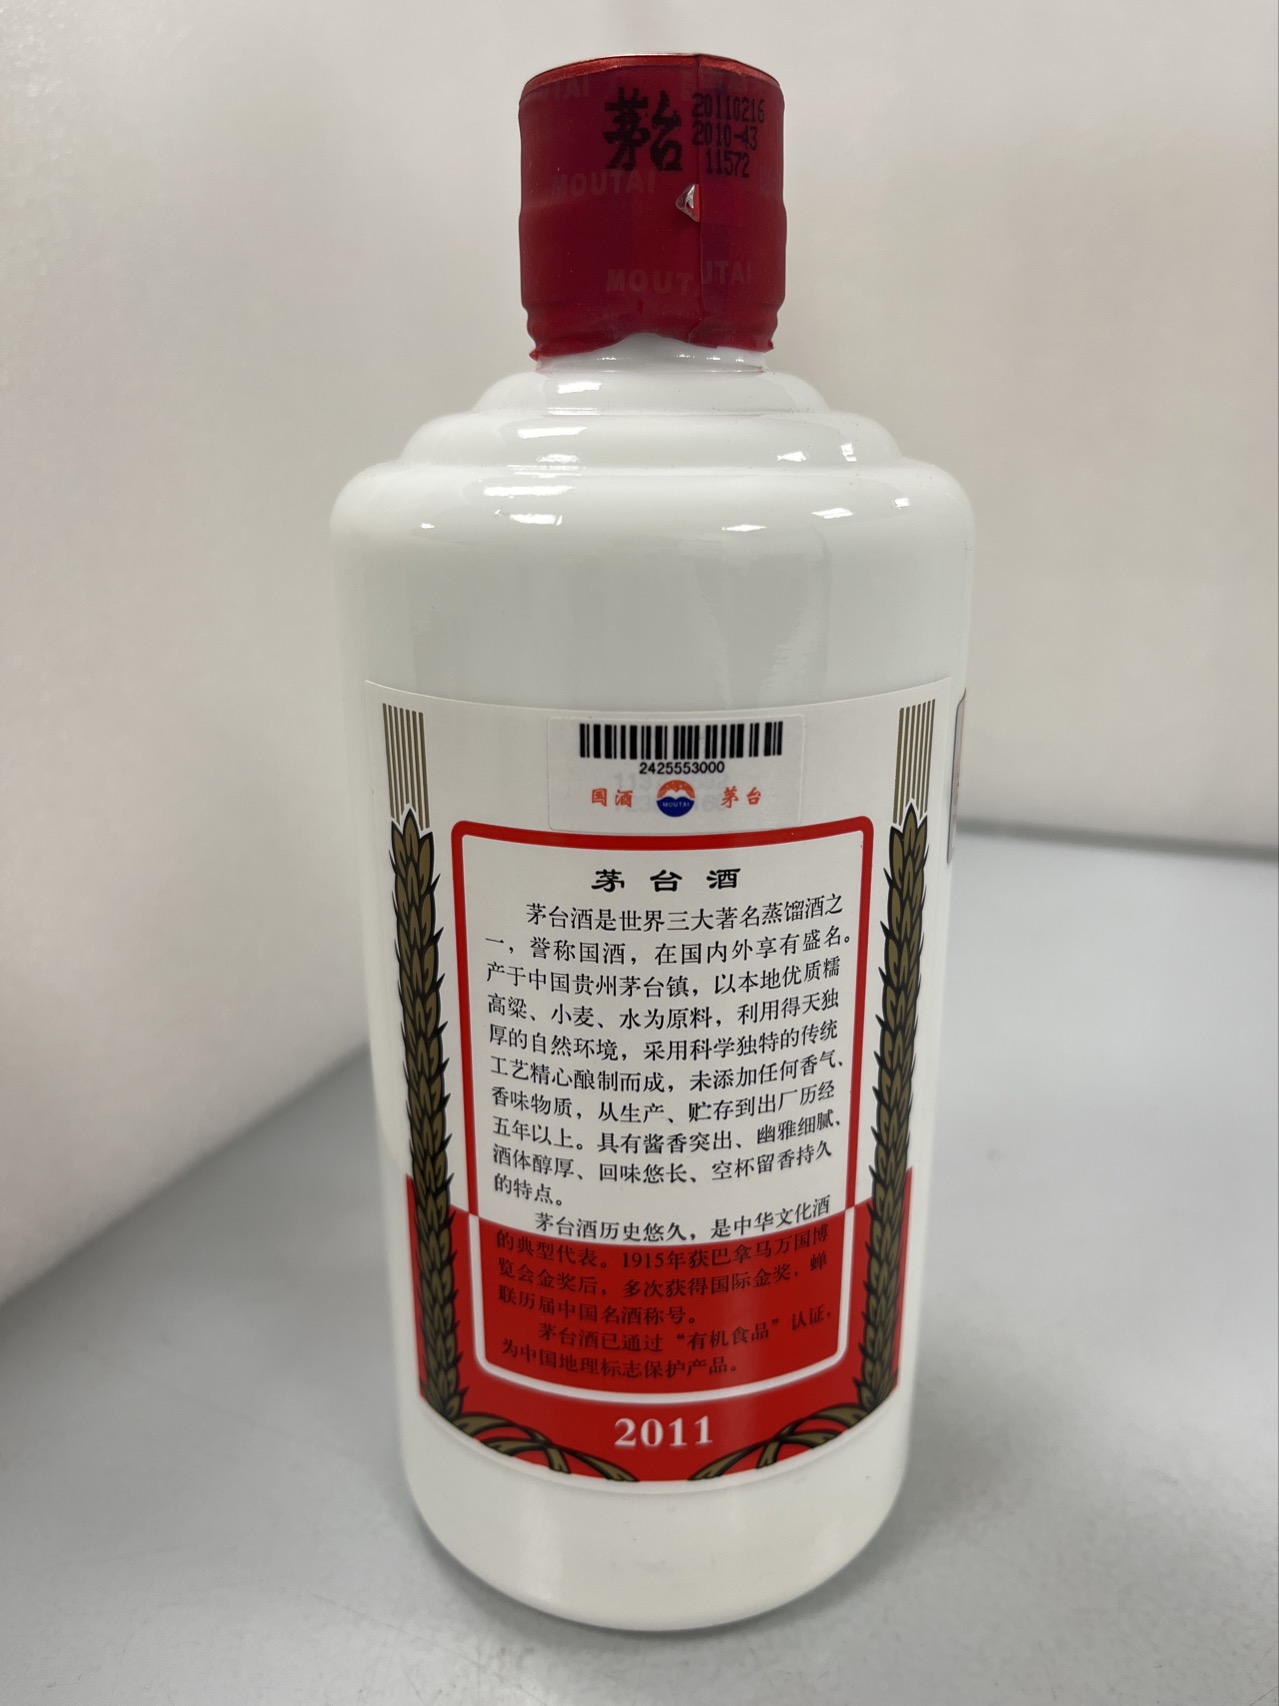 茅台
20110216
2010-43
11572
MOUTAI
MOUTAI
2425553000
国酒 MOUTAI 茅台
茅台酒
茅台酒是世界三大著名蒸馏酒之
一，誉称国酒，在国内外享有盛名。
产于中国贵州茅台镇，以本地优质糯
高粱、小麦、水为原料，利用得天独
厚的自然环境，采用科学独特的传统
工艺精心酿制而成，未添加任何香气、
香味物质，从生产、贮存到出厂历经
五年以上。具有酱香突出、幽雅细腻、
酒体醇厚、回味悠长、空杯留香持久
的特点。
茅台酒历史悠久，是中华文化酒
的典型代表。1915年获巴拿马万国博
览会金奖后，多次获得国际金奖，蝉
联历届中国名酒称号。
茅台酒已通过“有机食品”认证，
为中国地理标志保护产品。
2011